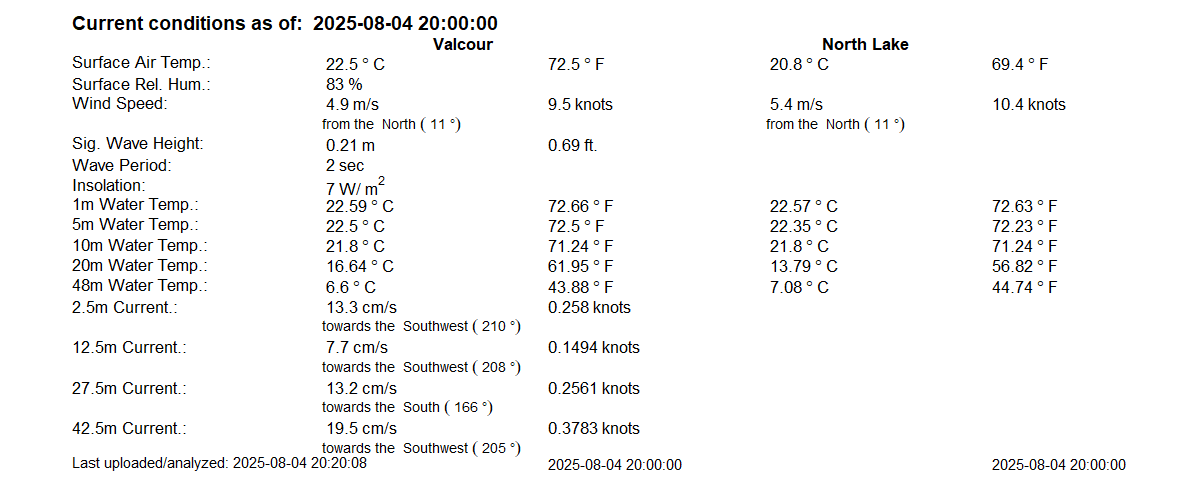 Current conditions as of: 2025-08-04 20:00:00
Valcour North Lake
Surface Air Temp.: 22.5 ° C 72.5 ° F 20.8 ° C 69.4 ° F
Surface Rel. Hum.: 83 %
Wind Speed: 4.9 m/s 9.5 knots 5.4 m/s 10.4 knots
from the North ( 11 °) from the North ( 11 °)
Sig. Wave Height: 0.21 m 0.69 ft.
Wave Period: 2 sec
Insolation: 7 W/ m2
1m Water Temp.: 22.59 ° C 72.66 ° F 22.57 ° C 72.63 ° F
5m Water Temp.: 22.5 ° C 72.5 ° F 22.35 ° C 72.23 ° F
10m Water Temp.: 21.8 ° C 71.24 ° F 21.8 ° C 71.24 ° F
20m Water Temp.: 16.64 ° C 61.95 ° F 13.79 ° C 56.82 ° F
48m Water Temp.: 6.6 ° C 43.88 ° F 7.08 ° C 44.74 ° F
2.5m Current.: 13.3 cm/s 0.258 knots
towards the Southwest ( 210 °)
12.5m Current.: 7.7 cm/s 0.1494 knots
towards the Southwest ( 208 °)
27.5m Current.: 13.2 cm/s 0.2561 knots
towards the South ( 166 °)
42.5m Current.: 19.5 cm/s 0.3783 knots
towards the Southwest ( 205 °)
Last uploaded/analyzed: 2025-08-04 20:20:08 2025-08-04 20:00:00 2025-08-04 20:00:00